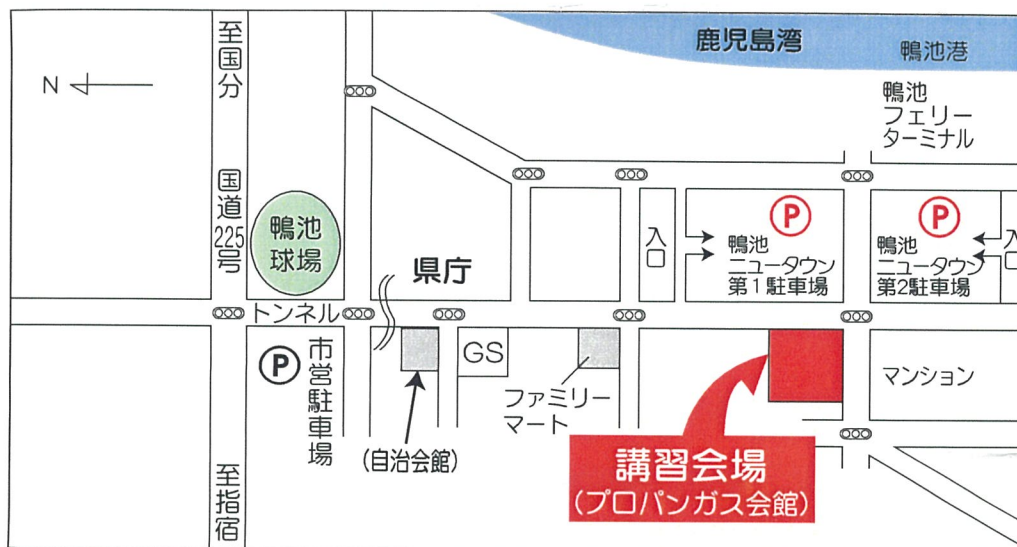 鹿児島湾
鴨池港
N
至国分
鴨池
フェリー
ターミナル
国道225号
鴨池
球場
県庁
入口
P
鴨池
ニュータウン
第1駐車場
P
鴨池
ニュータウン
第2駐車場
入口
トンネル
P
市営駐車場
GS
(自治会館)
ファミリー
マート
マンション
講習会場
(プロパンガス会館)
至指宿